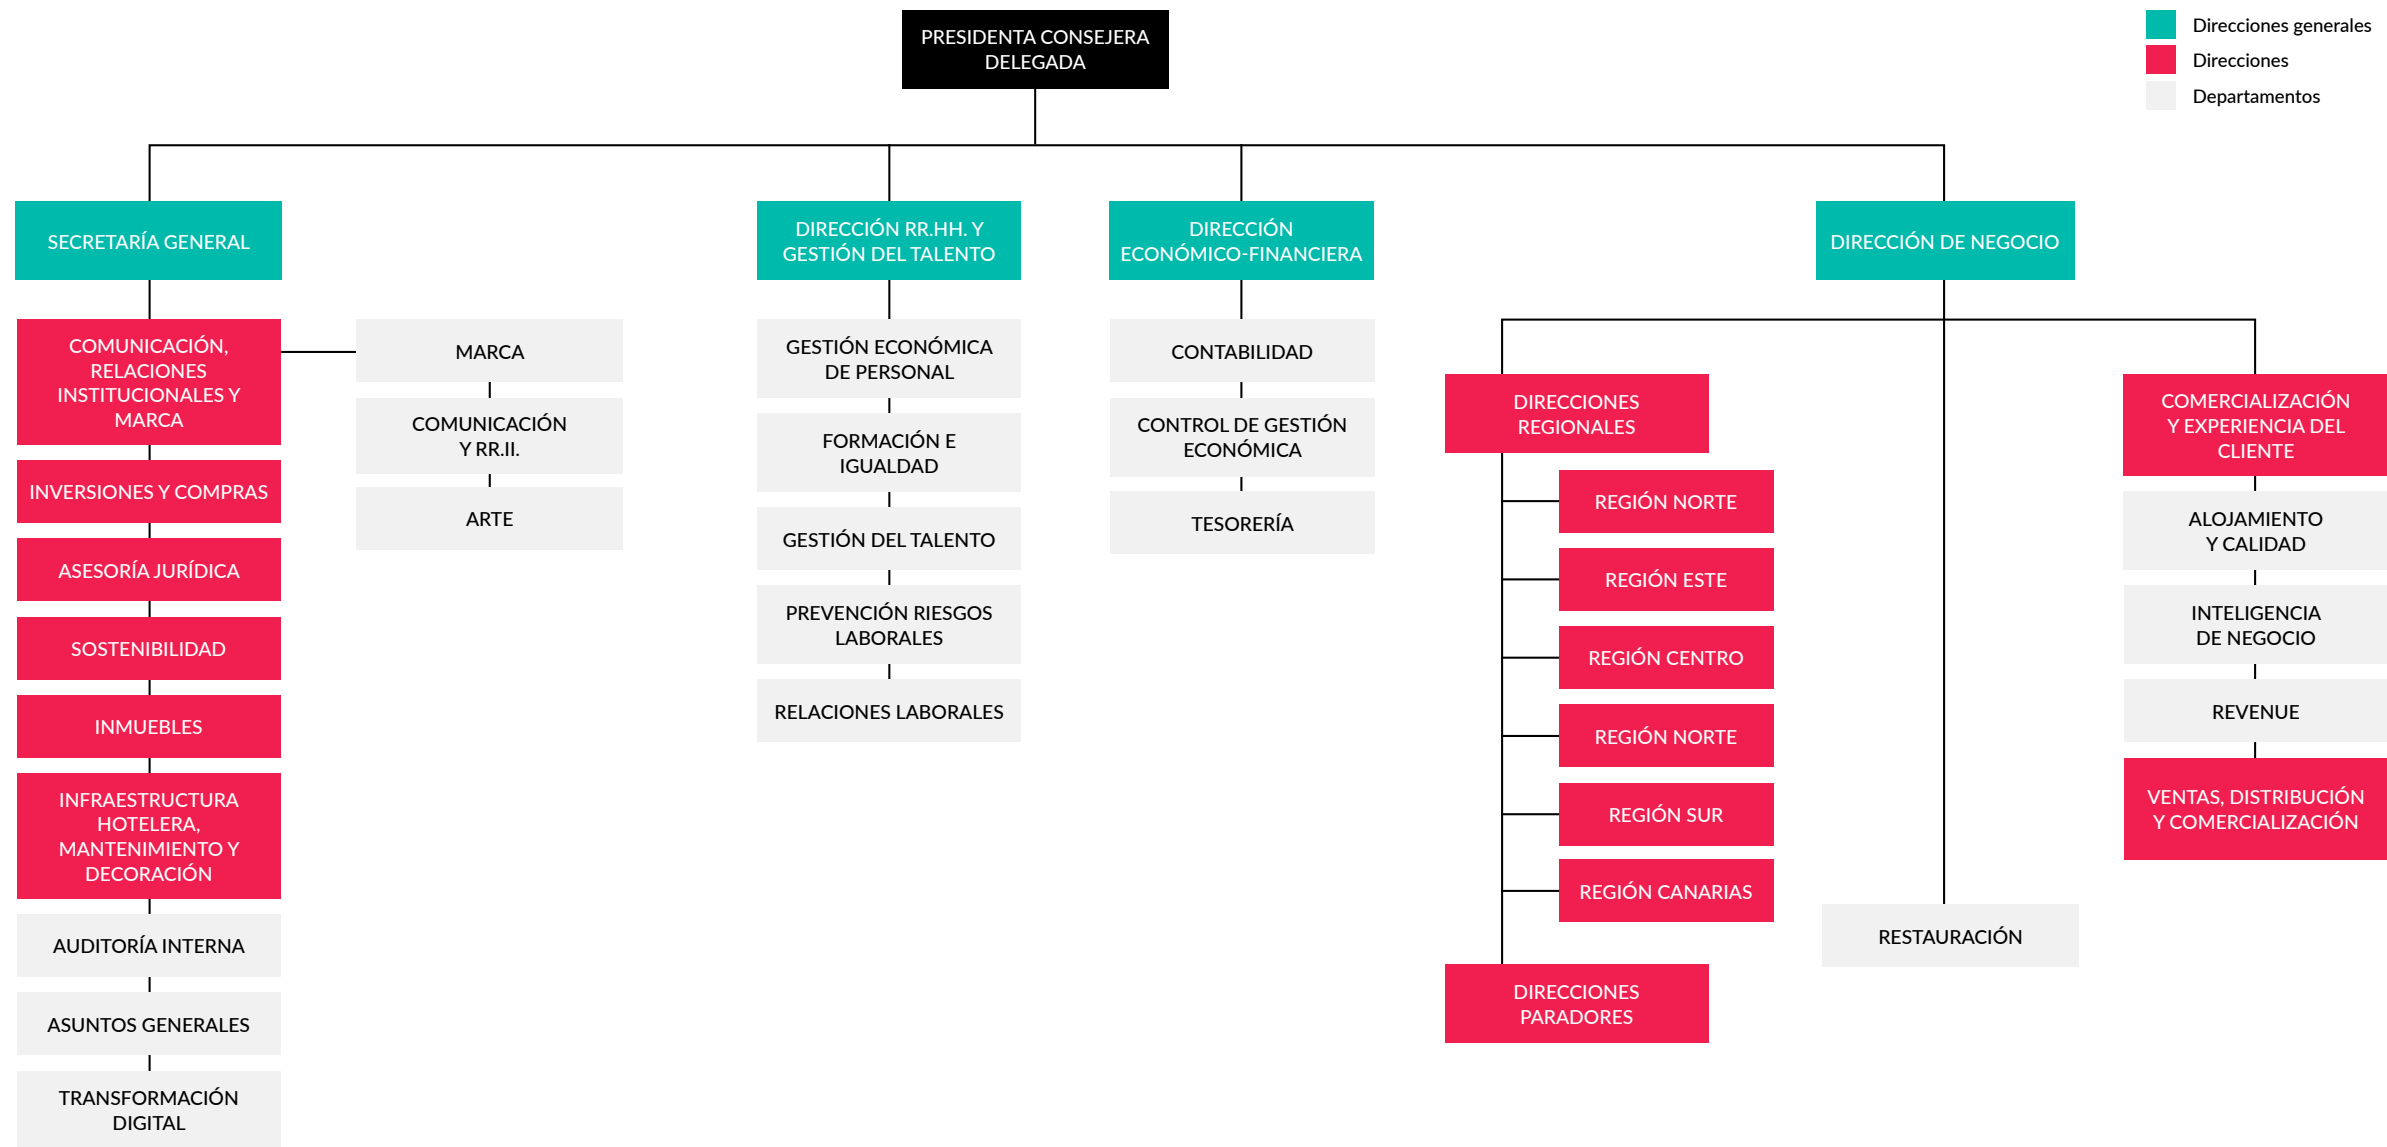 PRESIDENTA CONSEJERA
DELEGADA
Direcciones generales
Direcciones
Departamentos
SECRETARÍA GENERAL
COMUNICACIÓN,
RELACIONES
INSTITUCIONALES Y
MARCA
MARCA
COMUNICACIÓN
Y RR.II.
ARTE
INVERSIONES Y COMPRAS
ASESORÍA JURÍDICA
SOSTENIBILIDAD
INMUEBLES
INFRAESTRUCTURA
HOTELERA,
MANTENIMIENTO Y
DECORACIÓN
AUDITORÍA INTERNA
ASUNTOS GENERALES
TRANSFORMACIÓN
DIGITAL
DIRECCIÓN RR.HH. Y
GESTIÓN DEL TALENTO
GESTIÓN ECONÓMICA
DE PERSONAL
FORMACIÓN E
IGUALDAD
GESTIÓN DEL TALENTO
PREVENCIÓN RIESGOS
LABORALES
RELACIONES LABORALES
DIRECCIÓN
ECONÓMICO-FINANCIERA
CONTABILIDAD
CONTROL DE GESTIÓN
ECONÓMICA
TESORERÍA
DIRECCIÓN DE NEGOCIO
DIRECCIONES
REGIONALES
REGIÓN NORTE
REGIÓN ESTE
REGIÓN CENTRO
REGIÓN NORTE
REGIÓN SUR
REGIÓN CANARIAS
DIRECCIONES
PARADORES
RESTAURACIÓN
COMERCIALIZACIÓN
Y EXPERIENCIA DEL
CLIENTE
ALOJAMIENTO
Y CALIDAD
INTELIGENCIA
DE NEGOCIO
REVENUE
VENTAS, DISTRIBUCIÓN
Y COMERCIALIZACIÓN